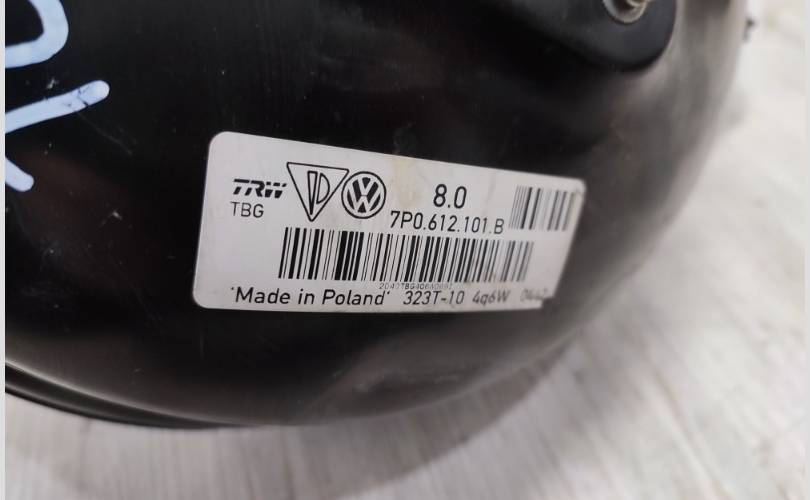 TRW
TBG
8.0
7P0.612.101.B
'Made in Poland' 323T-10 4q6W